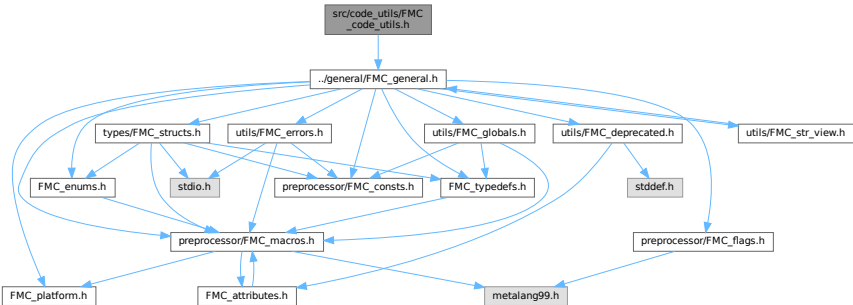 src/code_utils/FMC
_code_utils.h
../general/FMC_general.h
types/FMC_structs.h
utils/FMC_errors.h
utils/FMC_globals.h
utils/FMC_deprecated.h
utils/FMC_str_view.h
FMC_enums.h
stdio.h
preprocessor/FMC_consts.h
FMC_typedefs.h
stddef.h
preprocessor/FMC_macros.h
preprocessor/FMC_flags.h
FMC_platform.h
FMC_attributes.h
metalang99.h